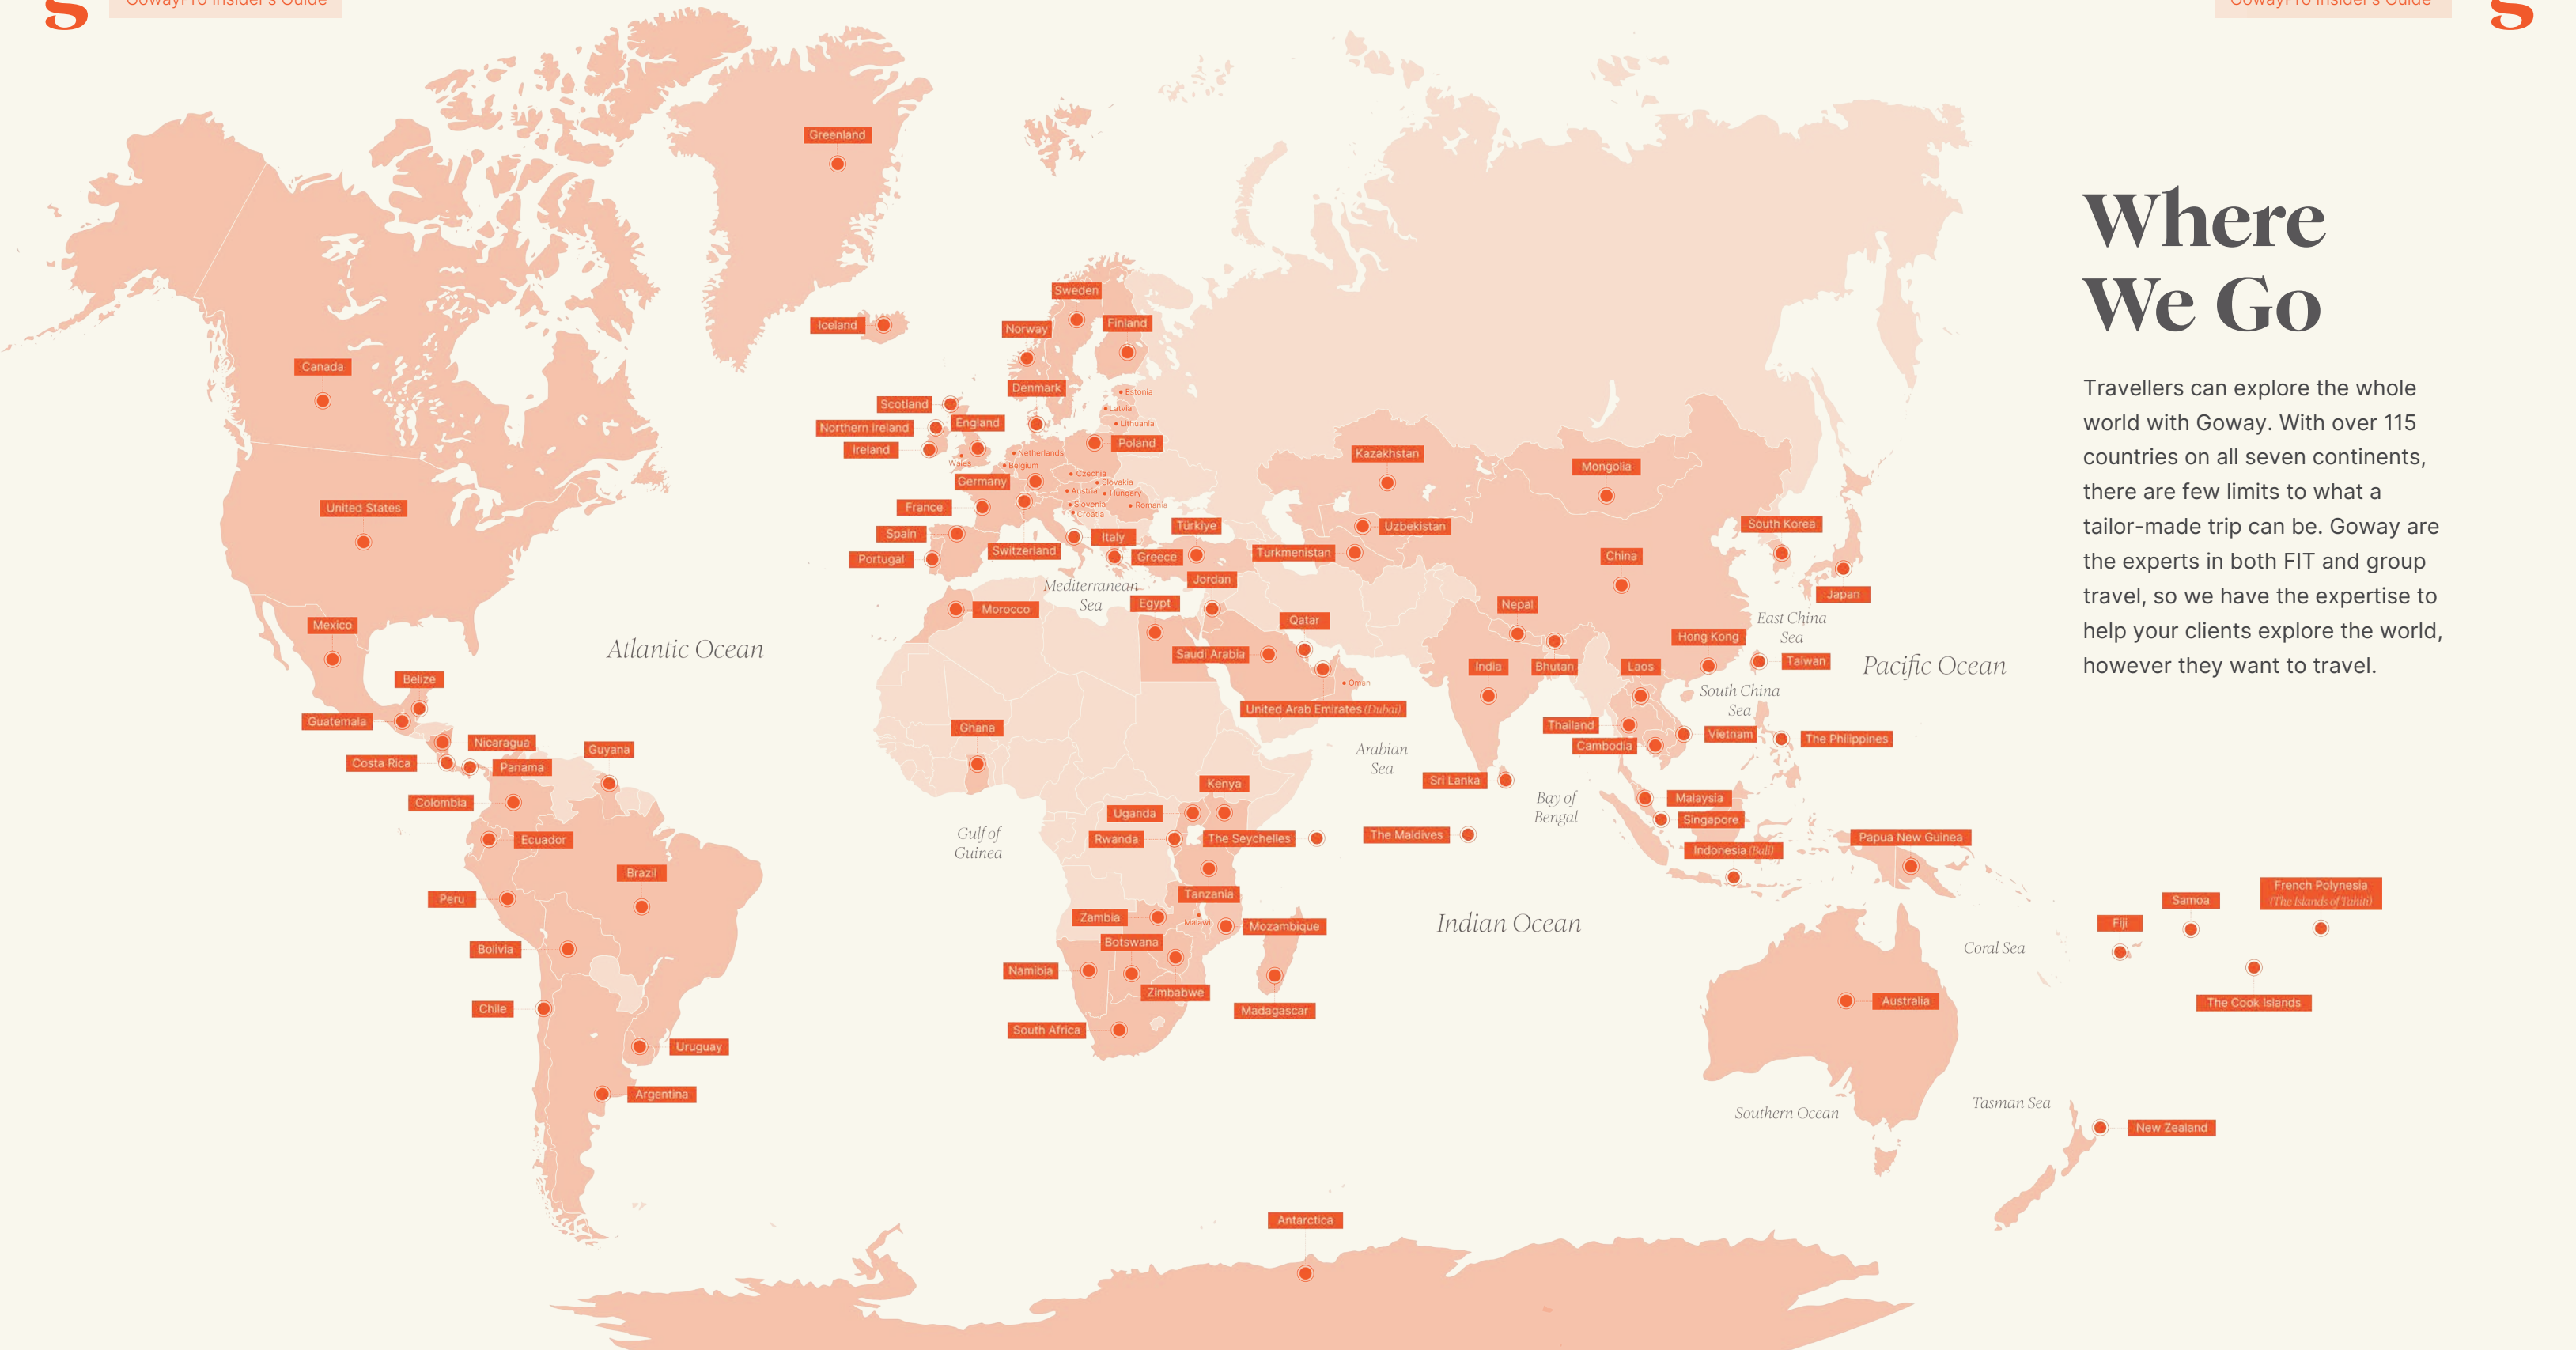 GowayPro Insider's Guide
GowayPro Insider's Guide
Where
We Go
Travellers can explore the whole
world with Goway. With over 115
countries on all seven continents,
there are few limits to what a
tailor-made trip can be. Goway are
the experts in both FIT and group
travel, so we have the expertise to
help your clients explore the world,
however they want to travel.
Greenland
Canada
United States
Mexico
Belize
Guatemala
Nicaragua
Costa Rica
Panama
Guyana
Colombia
Ecuador
Brazil
Peru
Bolivia
Chile
Uruguay
Argentina
Atlantic Ocean
Iceland
Sweden
Norway
Finland
Denmark
Estonia
Latvia
Lithuania
Scotland
Northern Ireland
England
Ireland
Wales
Poland
Netherlands
Belgium
Germany
Czechia
Slovakia
Austria
Hungary
Slovenia
Croatia
Romania
France
Spain
Portugal
Switzerland
Italy
Greece
Türkiye
Mediterranean
Sea
Morocco
Egypt
Jordan
Qatar
Saudi Arabia
Oman
United Arab Emirates (Dubai)
Kazakhstan
Uzbekistan
Turkmenistan
Mongolia
China
South Korea
Japan
East China
Sea
Nepal
India
Bhutan
Laos
Hong Kong
Taiwan
Pacific Ocean
South China
Sea
Thailand
Cambodia
Vietnam
The Philippines
Arabian
Sea
Sri Lanka
Bay of
Bengal
Malaysia
Singapore
The Maldives
Indonesia (Bali)
Papua New Guinea
Ghana
Gulf of
Guinea
Kenya
Uganda
Rwanda
The Seychelles
Tanzania
Zambia
Malawi
Mozambique
Botswana
Namibia
Zimbabwe
Madagascar
South Africa
Indian Ocean
Coral Sea
Fiji
Samoa
French Polynesia
(The Islands of Tahiti)
The Cook Islands
Australia
Southern Ocean
Tasman Sea
New Zealand
Antarctica